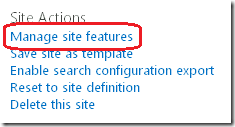 Site Actions
Manage site features
Save site as template
Enable search configuration export
Reset to site definition
Delete this site